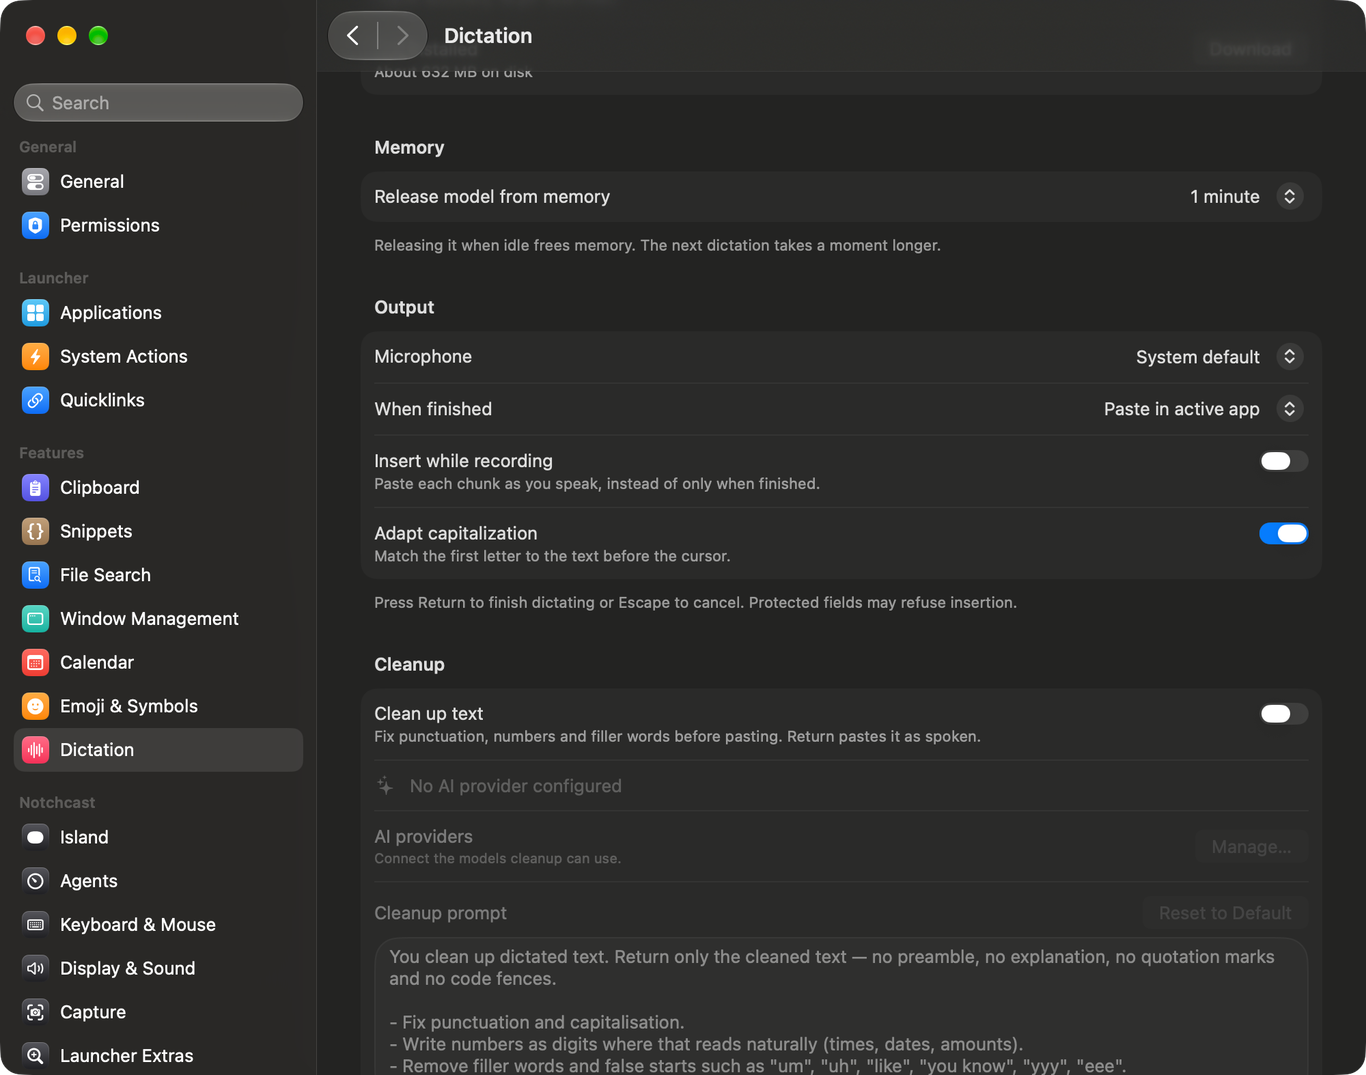 Dictation
Download
About 632 MB on disk
Search
General
General
Permissions
Launcher
Applications
System Actions
Quicklinks
Features
Clipboard
Snippets
File Search
Window Management
Calendar
Emoji & Symbols
Dictation
Notchcast
Island
Agents
Keyboard & Mouse
Display & Sound
Capture
Launcher Extras
Memory
Release model from memory
1 minute
Releasing it when idle frees memory. The next dictation takes a moment longer.
Output
Microphone
System default
When finished
Paste in active app
Insert while recording
Paste each chunk as you speak, instead of only when finished.
Adapt capitalization
Match the first letter to the text before the cursor.
Press Return to finish dictating or Escape to cancel. Protected fields may refuse insertion.
Cleanup
Clean up text
Fix punctuation, numbers and filler words before pasting. Return pastes it as spoken.
No AI provider configured
AI providers
Connect the models cleanup can use.
Manage...
Cleanup prompt
Reset to Default
You clean up dictated text. Return only the cleaned text — no preamble, no explanation, no quotation marks
and no code fences.
- Fix punctuation and capitalisation.
- Write numbers as digits where that reads naturally (times, dates, amounts).
- Remove filler words and false starts such as "um", "uh", "like", "you know", "yyy", "eee".